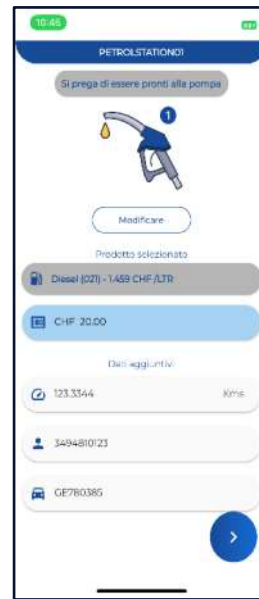 10:45
PETROLSTATION01
Si prega di essere pronti alla pompa
1
Modificare
Prodotto selezionato
Diesel (021) - 1.459 CHF /LTR
CHF 20.00
Dati aggiuntivi
123.3344 Kms
3494810123
GE780385